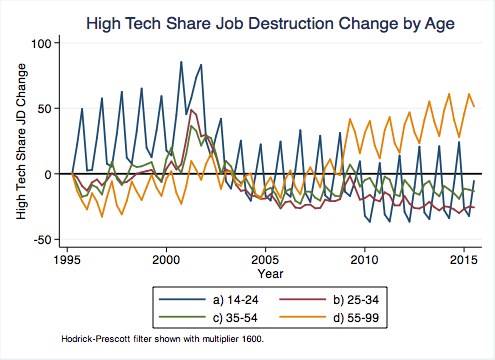 High Tech Share Job Destruction Change by Age
High Tech Share JD Change
100
50
0
-50
1995
2000
2005
2010
2015
Year
a) 14-24
b) 25-34
c) 35-54
d) 55-99
Hodrick-Prescott filter shown with multiplier 1600.